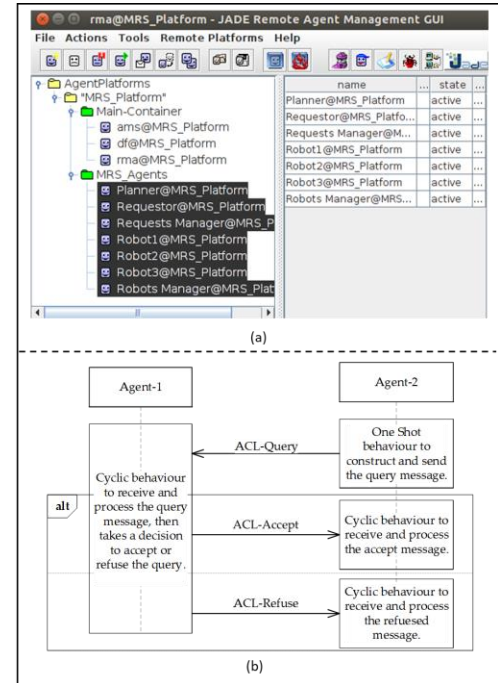 rma@MRS_Platform - JADE Remote Agent Management GUI
File Actions Tools Remote Platforms Help
AgentPlatforms
"MRS_Platform"
Main-Container
ams@MRS_Platform
df@MRS_Platform
rma@MRS_Platform
MRS_Agents
Planner@MRS_Platform
Requestor@MRS_Platform
Requests Manager@MRS_P
Robot1@MRS_Platform
Robot2@MRS_Platform
Robot3@MRS_Platform
Robots Manager@MRS_Plat
name ... state ...
Planner@MRS_Platform active ...
Requestor@MRS_Platfo... active ...
Requests Manager@M... active ...
Robot1@MRS_Platform active ...
Robot2@MRS_Platform active ...
Robot3@MRS_Platform active ...
Robots Manager@MRS... active ...
(a)
Agent-1
Agent-2
ACL-Query
One Shot
behaviour to
construct and send
the query message.
Cyclic behaviour
to receive and
process the query
message, then
takes a decision
to accept or
refuse the query.
alt
ACL-Accept
Cyclic behaviour to
receive and process
the accept message.
ACL-Refuse
Cyclic behaviour to
receive and process
the refuesed
message.
(b)